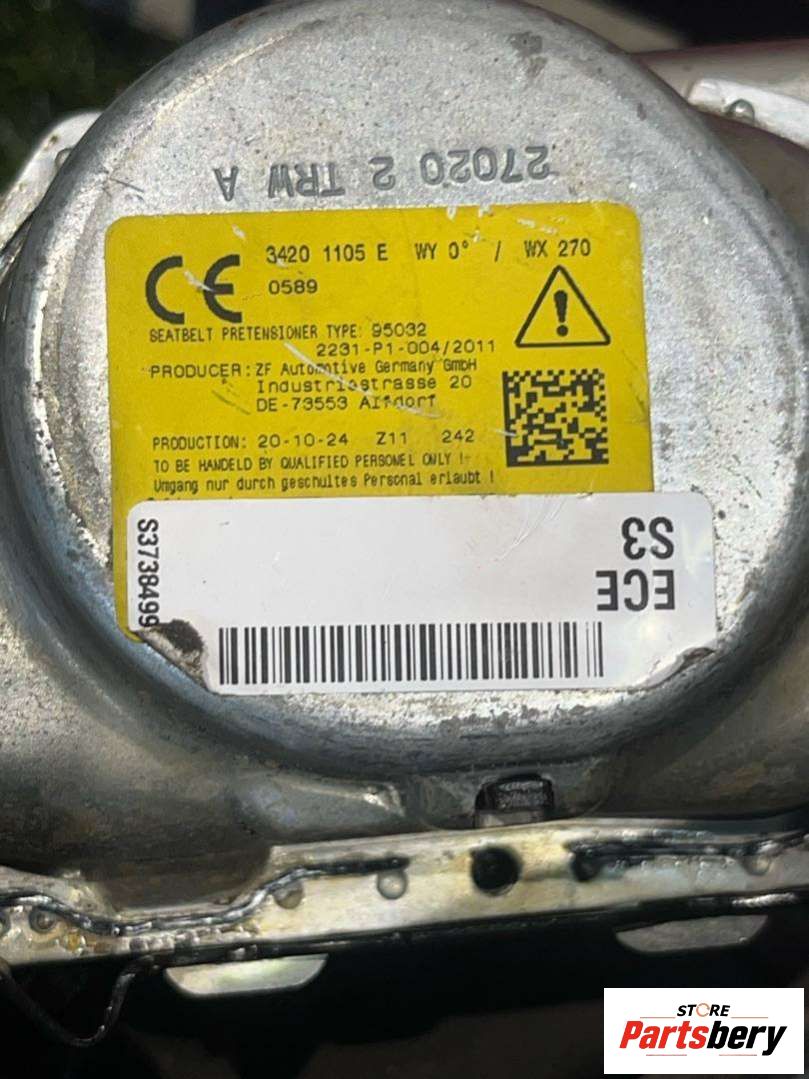 27020 2 TRW A
CE 3420 1105 E WY 0° / WX 270
0589
SEATBELT PRETENSIONER TYPE: 95032
2231-P1-004/2011
PRODUCER: ZF Automotive Germany GmbH
Industriestrasse 20
DE-73553 Alfdorf
PRODUCTION: 20-10-24 Z11 242
TO BE HANDELD BY QUALIFIED PERSONEL ONLY !
Umgang nur durch geschultes Personal erlaubt !
S3738499
ECE
S3
STORE
Partsbery